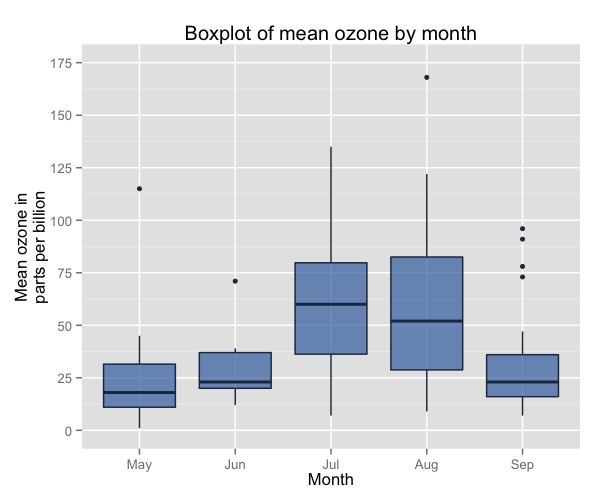 Boxplot of mean ozone by month
Mean ozone in
parts per billion
175
150
125
100
75
50
25
0
May Jun Jul Aug Sep
Month